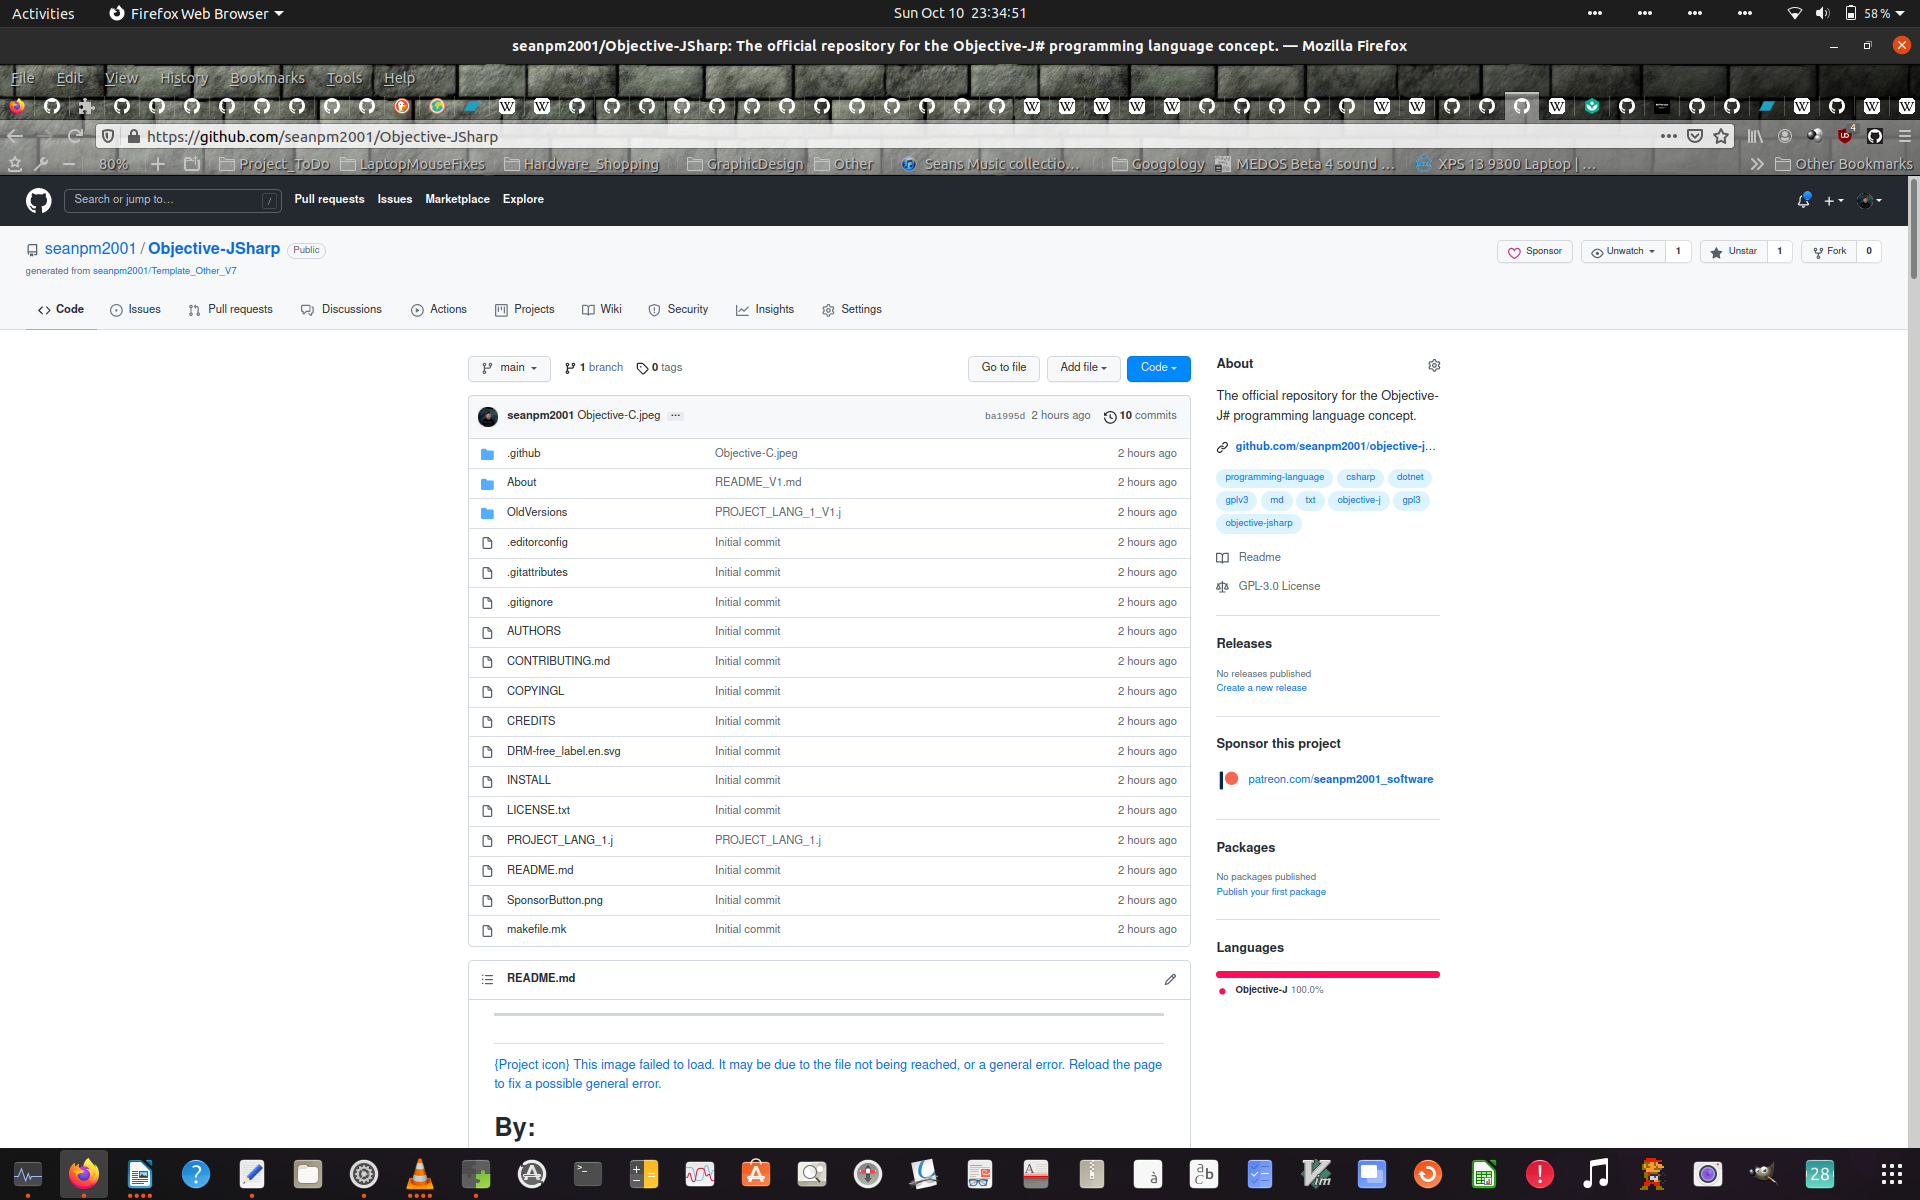 Activities Firefox Web Browser Sun Oct 10 23:34:51 58 %
seanpm2001/Objective-JSharp: The official repository for the Objective-J# programming language concept. — Mozilla Firefox
File Edit View History Bookmarks Tools Help
https://github.com/seanpm2001/Objective-JSharp 4
80% Project_ToDo LaptopMouseFixes Hardware_Shopping GraphicDesign Other Seans Music collectio… Googology MEDOS Beta 4 sound … XPS 13 9300 Laptop | … Other Bookmarks
Search or jump to… / Pull requests Issues Marketplace Explore
seanpm2001 / Objective-JSharp Public Sponsor Unwatch 1 Unstar 1 Fork 0
generated from seanpm2001/Template_Other_V7
Code Issues Pull requests Discussions Actions Projects Wiki Security Insights Settings
main 1 branch 0 tags Go to file Add file Code
seanpm2001 Objective-C.jpeg ba1995d 2 hours ago 10 commits
.github Objective-C.jpeg 2 hours ago
About README_V1.md 2 hours ago
OldVersions PROJECT_LANG_1_V1.j 2 hours ago
.editorconfig Initial commit 2 hours ago
.gitattributes Initial commit 2 hours ago
.gitignore Initial commit 2 hours ago
AUTHORS Initial commit 2 hours ago
CONTRIBUTING.md Initial commit 2 hours ago
COPYINGL Initial commit 2 hours ago
CREDITS Initial commit 2 hours ago
DRM-free_label.en.svg Initial commit 2 hours ago
INSTALL Initial commit 2 hours ago
LICENSE.txt Initial commit 2 hours ago
PROJECT_LANG_1.j PROJECT_LANG_1.j 2 hours ago
README.md Initial commit 2 hours ago
SponsorButton.png Initial commit 2 hours ago
makefile.mk Initial commit 2 hours ago
README.md
{Project icon} This image failed to load. It may be due to the file not being reached, or a general error. Reload the page
to fix a possible general error.
By:
About
The official repository for the Objective-
J# programming language concept.
github.com/seanpm2001/objective-j…
programming-language csharp dotnet
gplv3 md txt objective-j gpl3
objective-jsharp
Readme
GPL-3.0 License
Releases
No releases published
Create a new release
Sponsor this project
patreon.com/seanpm2001_software
Packages
No packages published
Publish your first package
Languages
Objective-J 100.0%
28